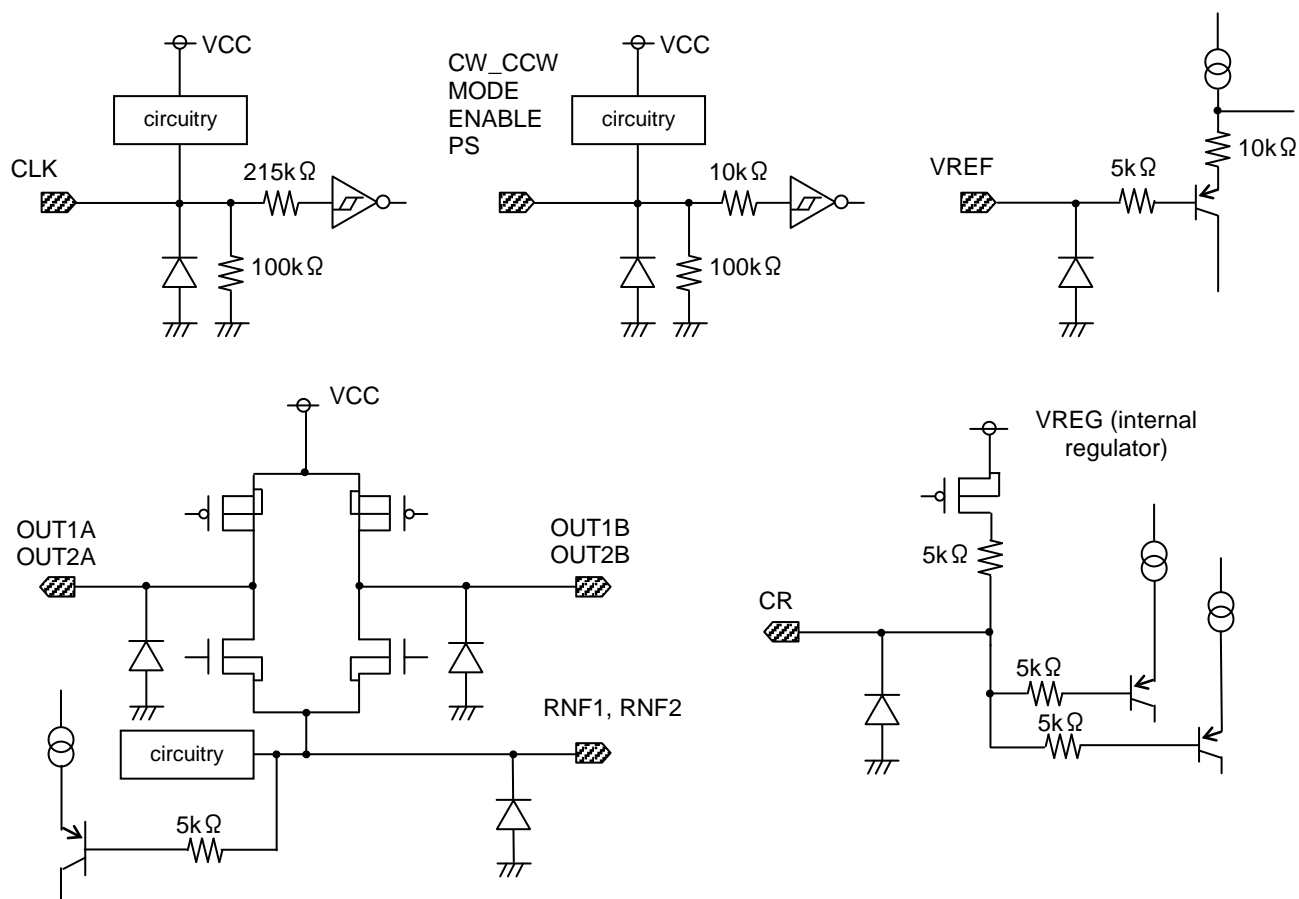 VCC
circuitry
CLK
215kΩ
100kΩ
CW_CCW
MODE
ENABLE
PS
VCC
circuitry
10kΩ
100kΩ
VREF
5kΩ
10kΩ
VCC
OUT1A
OUT2A
OUT1B
OUT2B
RNF1, RNF2
circuitry
5kΩ
VREG (internal
regulator)
5kΩ
CR
5kΩ
5kΩ